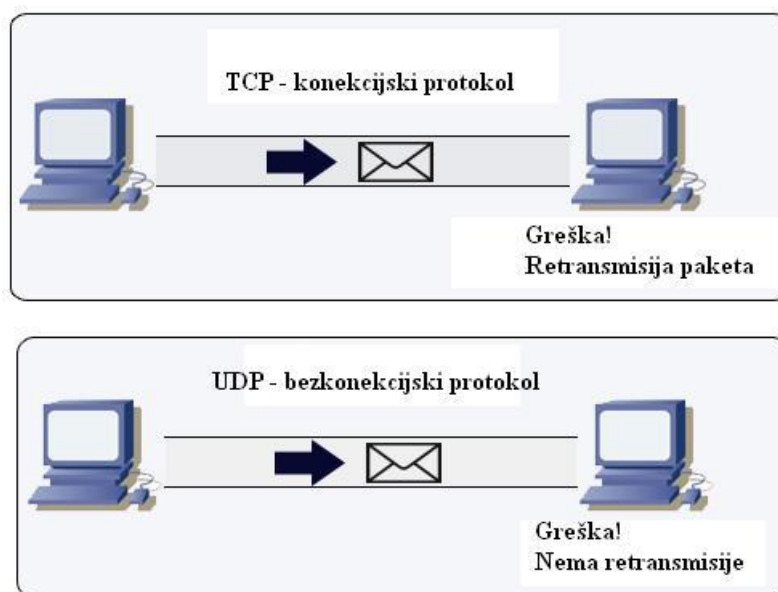 TCP - konekcijski protokol
Greška!
Retransmisija paketa
UDP - bezkonekcijski protokol
Greška!
Nema retransmisije